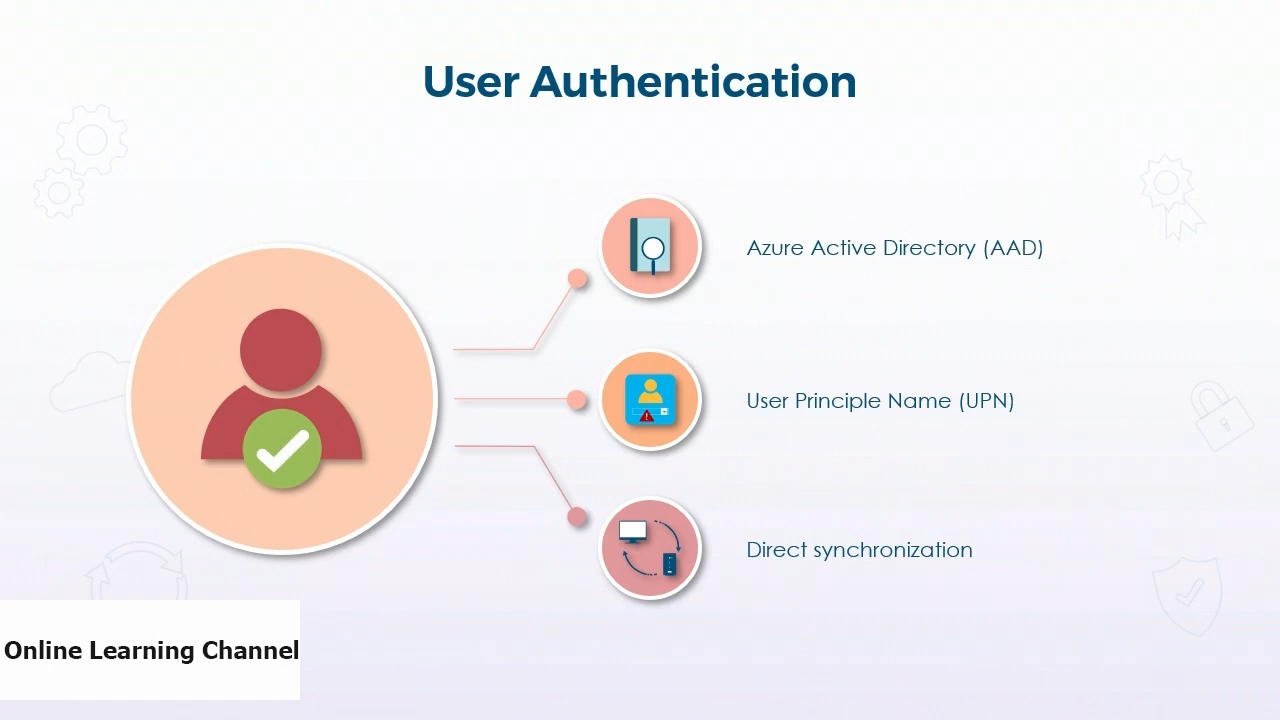 User Authentication
Azure Active Directory (AAD)
User Principle Name (UPN)
Direct synchronization
Online Learning Channel